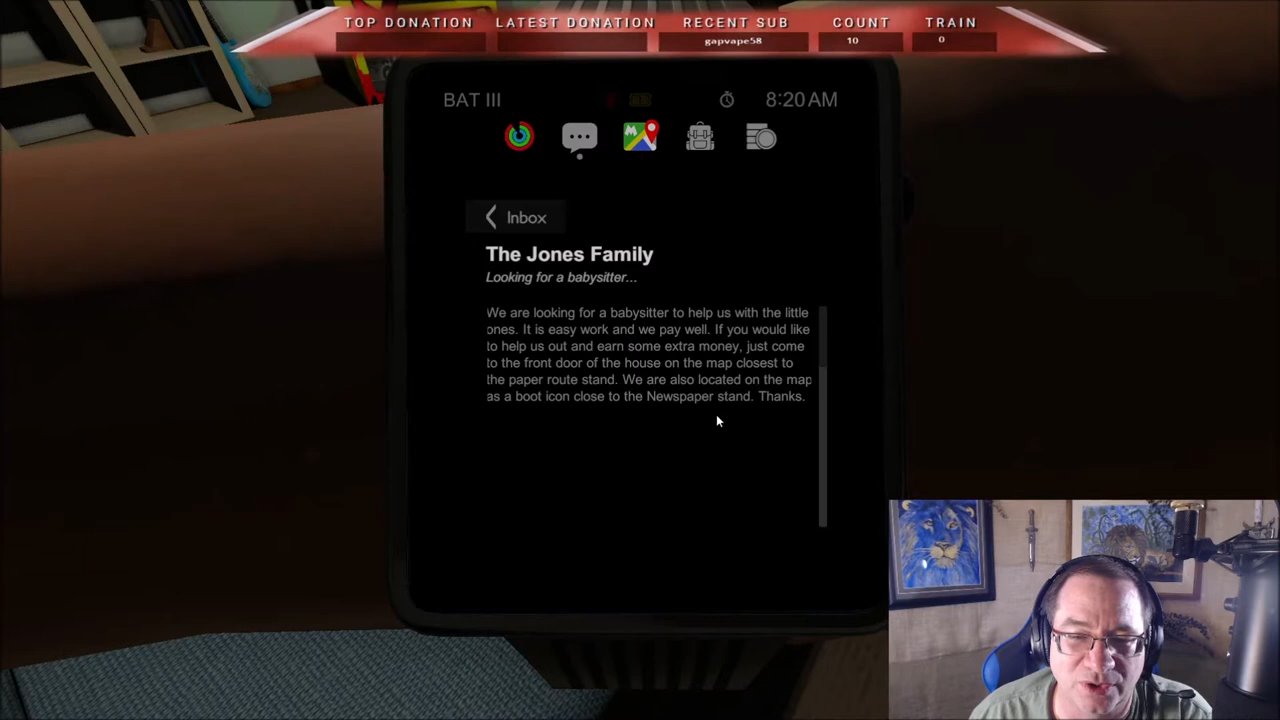 TOP DONATION LATEST DONATION RECENT SUB COUNT TRAIN
gapvape58 10 0
BAT III 8:20 AM
Inbox
The Jones Family
Looking for a babysitter...
We are looking for a babysitter to help us with the little
ones. It is easy work and we pay well. If you would like
to help us out and earn some extra money, just come
to the front door of the house on the map closest to
the paper route stand. We are also located on the map
as a boot icon close to the Newspaper stand. Thanks.